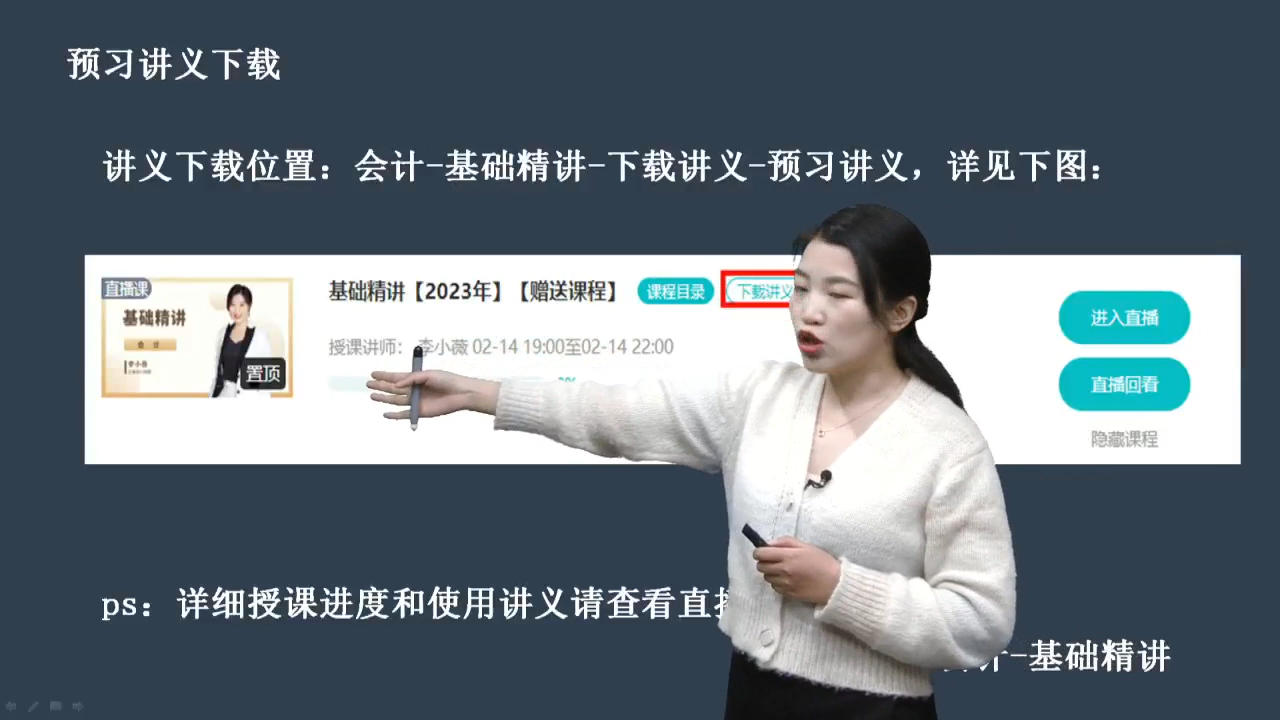 预习讲义下载
讲义下载位置：会计-基础精讲-下载讲义-预习讲义，详见下图：
直播课
基础精讲
会 计
置顶
基础精讲【2023年】【赠送课程】 课程目录 下载讲义
授课讲师： 李小薇 02-14 19:00至02-14 22:00
进入直播
直播回看
隐藏课程
ps：详细授课进度和使用讲义请查看直播
会计-基础精讲